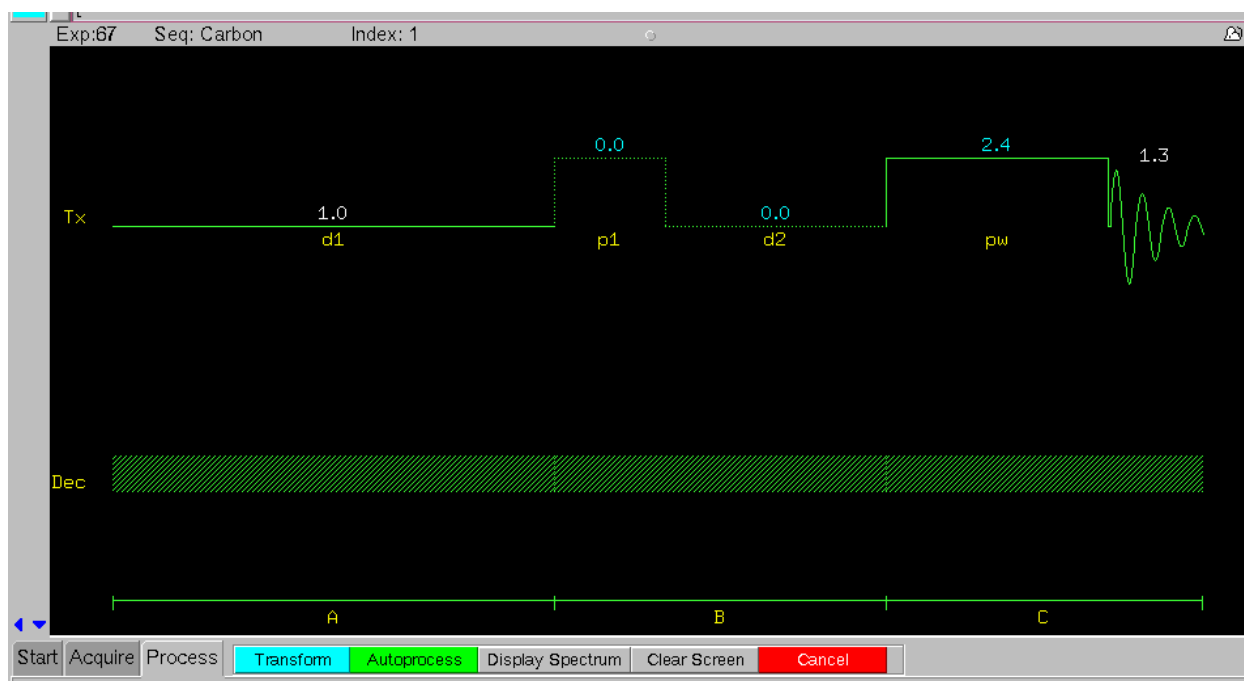 Exp:67 Seq: Carbon Index: 1
0.0 2.4 1.3
Tx 1.0 0.0
d1 p1 d2 pw
Dec
A B C
Start Acquire Process Transform Autoprocess Display Spectrum Clear Screen Cancel